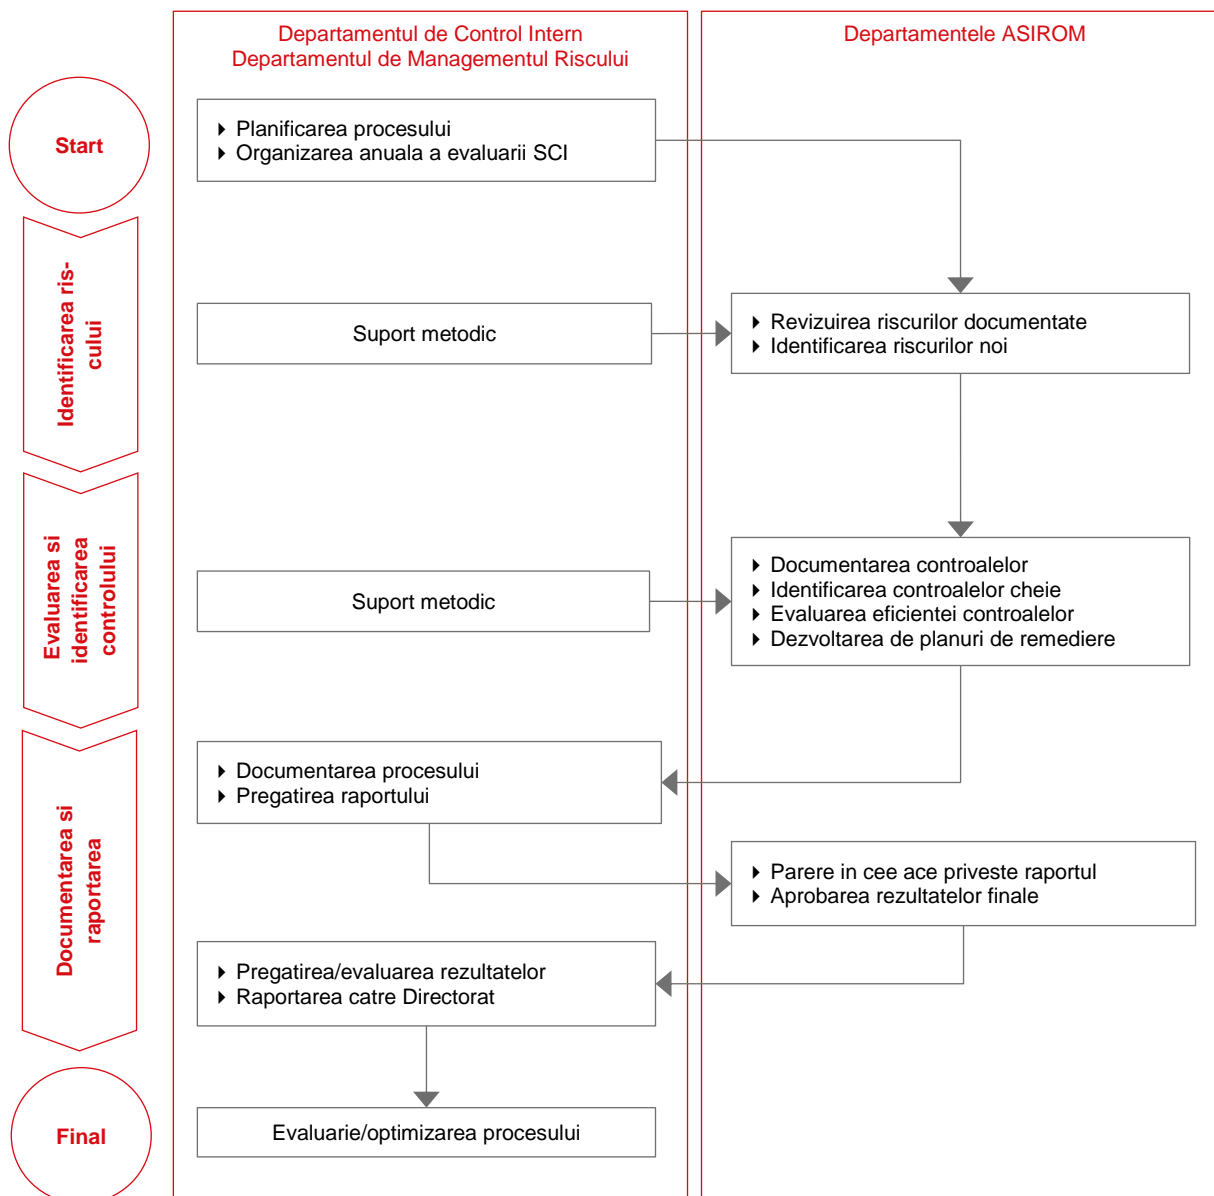 Departamentul de Control Intern
Departamentul de Managementul Riscului
Departamentele ASIROM
Start
Planificarea procesului
Organizarea anuala a evaluarii SCI
Identificarea ris-
cului
Suport metodic
Revizuirea riscurilor documentate
Identificarea riscurilor noi
Evaluarea si
identificarea
controlului
Suport metodic
Documentarea controalelor
Identificarea controalelor cheie
Evaluarea eficientei controalelor
Dezvoltarea de planuri de remediere
Documentarea si
raportarea
Documentarea procesului
Pregatirea raportului
Parere in cee ace priveste raportul
Aprobarea rezultatelor finale
Pregatirea/evaluarea rezultatelor
Raportarea catre Directorat
Final
Evaluarie/optimizarea procesului